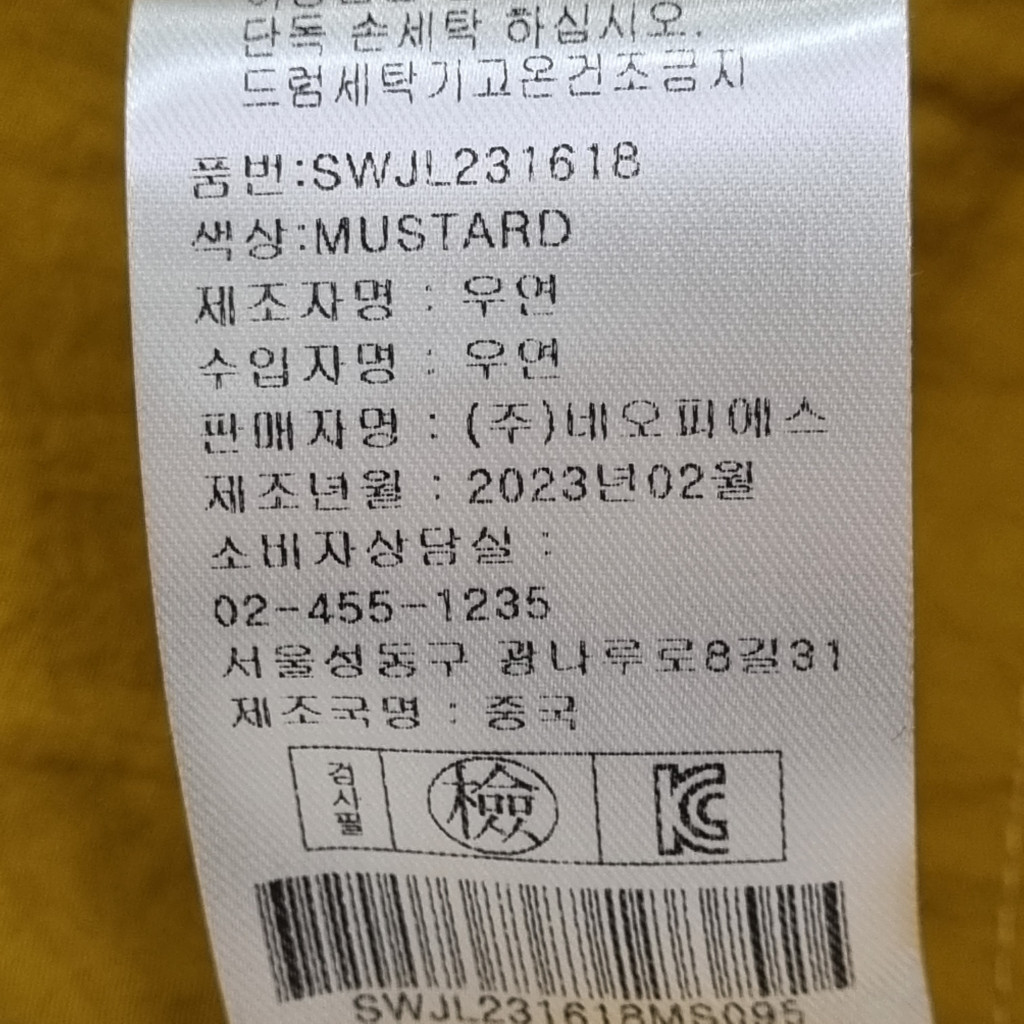 단독 손세탁 하십시오.
드럼세탁기고온건조금지
품번:SWJL231618
색상:MUSTARD
제조자명 : 우연
수입자명 : 우연
판매자명 : (주)네오피에스
제조년월 : 2023년02월
소비자상담실 :
02-455-1235
서울성동구 광나루로8길31
제조국명 : 중국
검사필 檢 KC
SWJL231618MS095